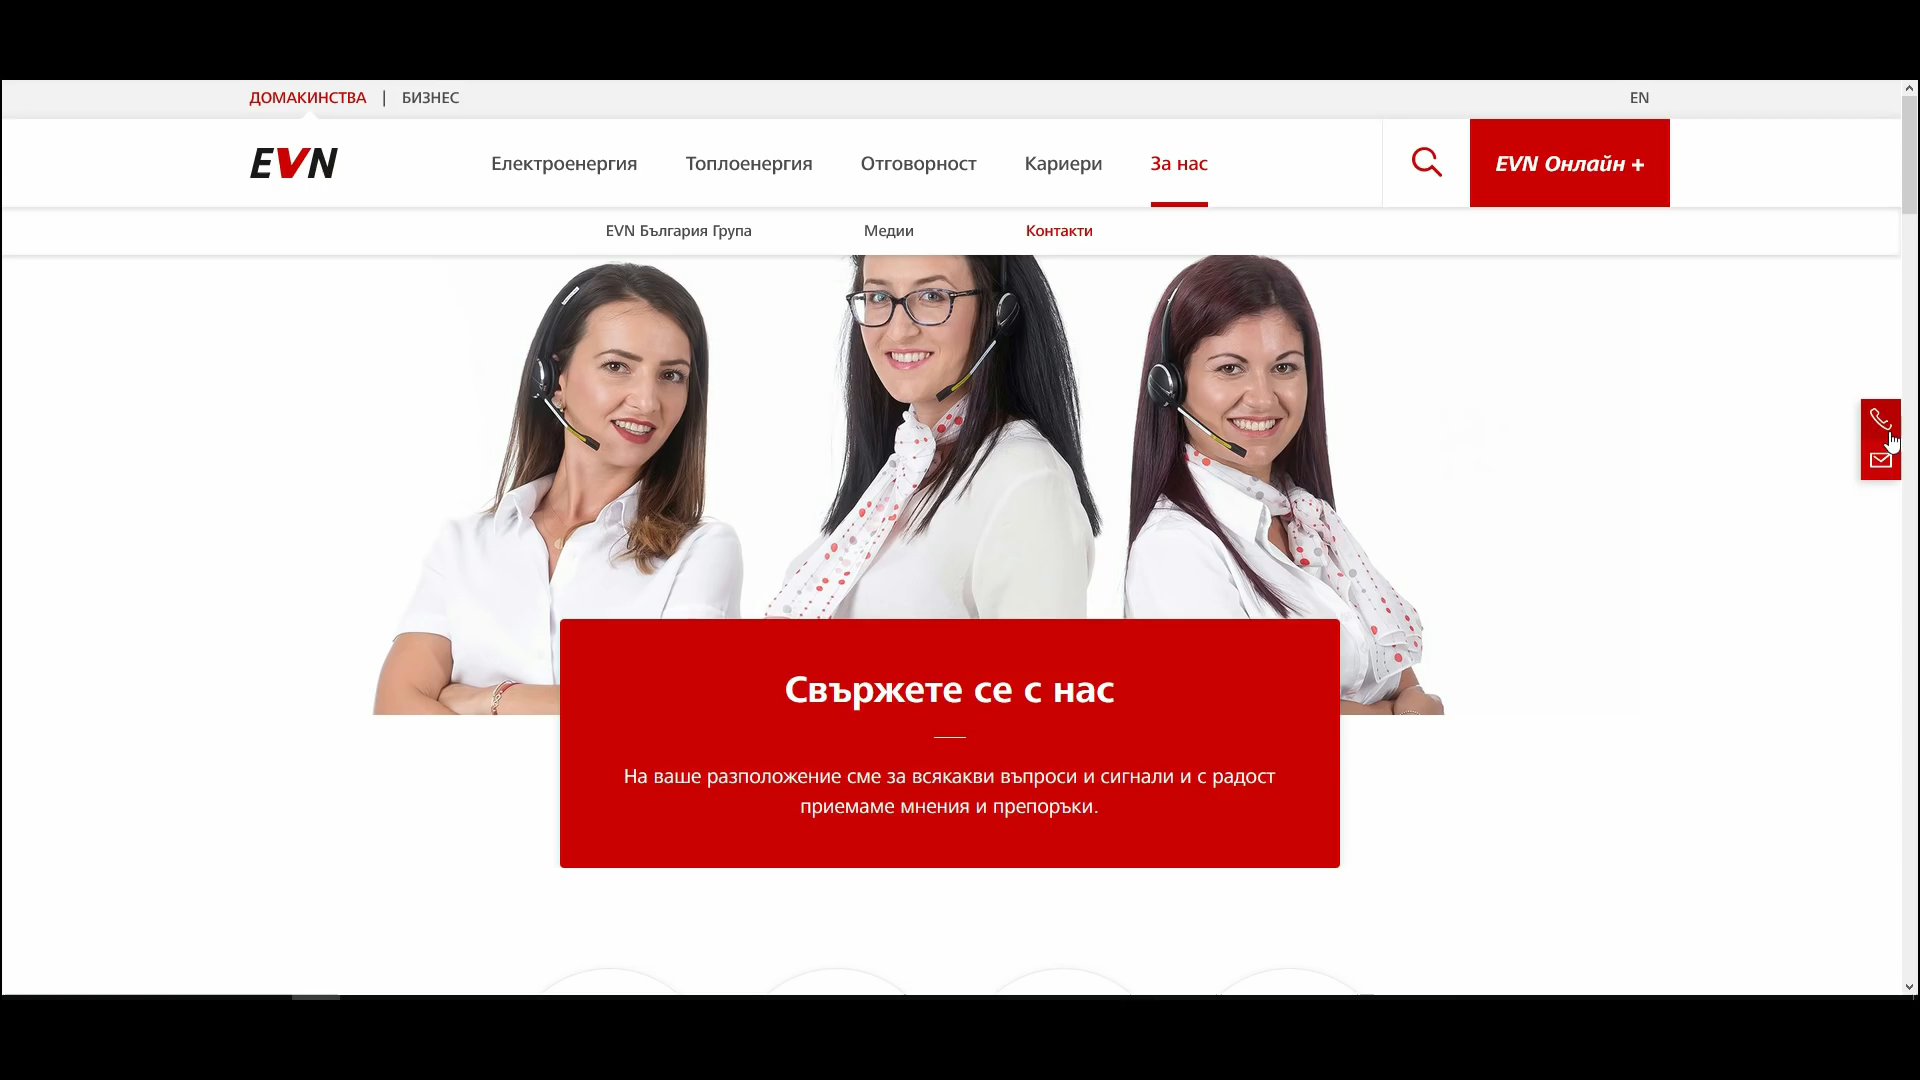 ДОМАКИНСТВА | БИЗНЕС
EN
EVN
Електроенергия
Топлоенергия
Отговорност
Кариери
За нас
EVN Онлайн +
EVN България Група
Медии
Контакти
Свържете се с нас
На ваше разположение сме за всякакви въпроси и сигнали и с радост
приемаме мнения и препоръки.